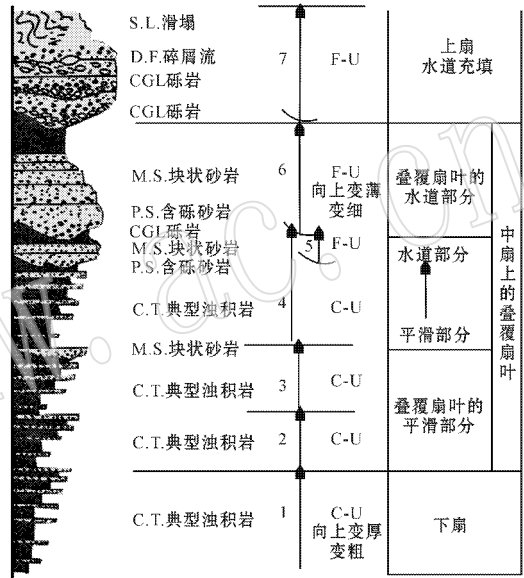 S.L.滑塌
D.F.碎屑流
CGL砾岩
CGL砾岩
7
F-U
上扇
水道充填
M.S.块状砂岩
P.S.含砾砂岩
CGL砾岩
M.S.块状砂岩
P.S.含砾砂岩
6
F-U
向上变薄
变细
5
F-U
叠覆扇叶的
水道部分
水道部分
平滑部分
C.T.典型浊积岩
4
C-U
M.S.块状砂岩
C.T.典型浊积岩
3
C-U
叠覆扇叶的
平滑部分
C.T.典型浊积岩
2
C-U
中扇上的叠覆扇叶
C.T.典型浊积岩
1
C-U
向上变厚
变粗
下扇
w.ac.cn